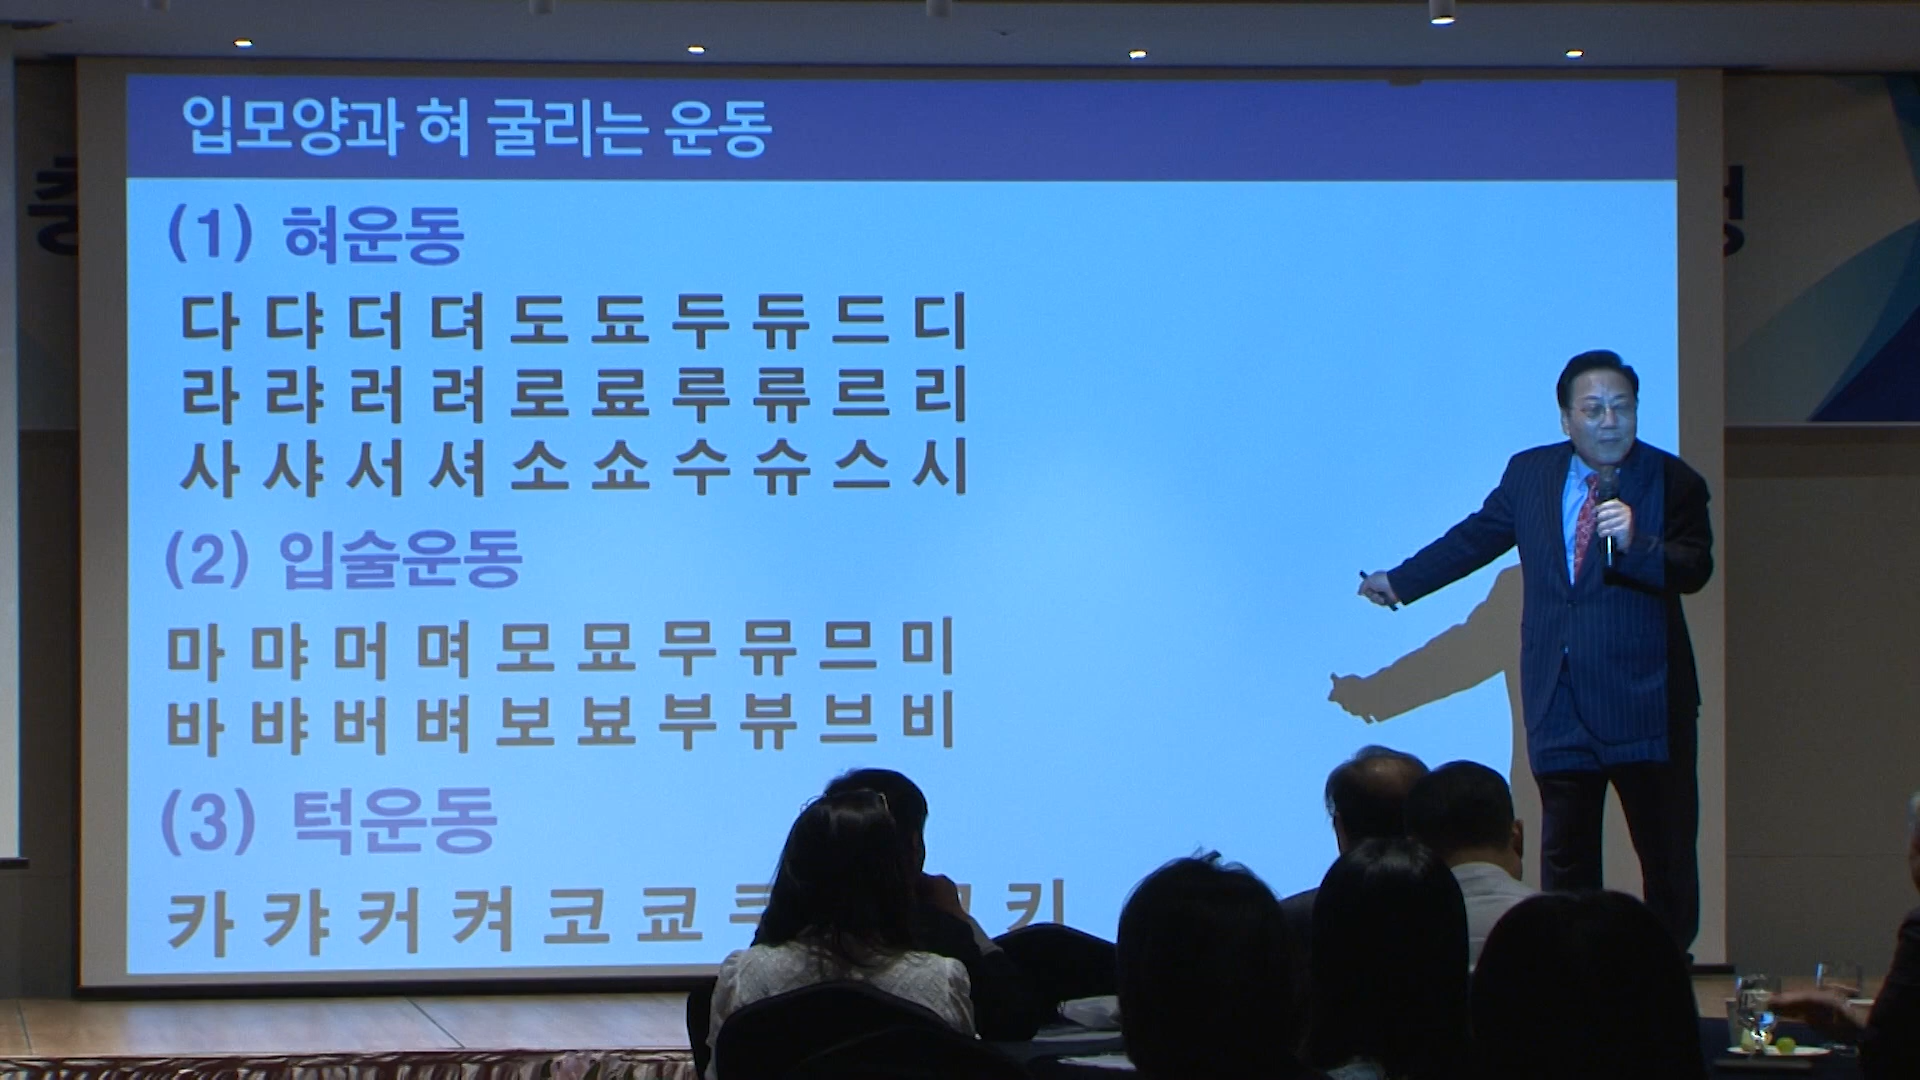 입모양과 혀 굴리는 운동
(1) 혀운동
다 댜 더 뎌 도 됴 두 듀 드 디
라 랴 러 려 로 료 루 류 르 리
사 샤 서 셔 소 쇼 수 슈 스 시
(2) 입술운동
마 먀 머 며 모 묘 무 뮤 므 미
바 뱌 버 벼 보 뵤 부 뷰 브 비
(3) 턱운동
카 캬 커 켜 코 쿄 키